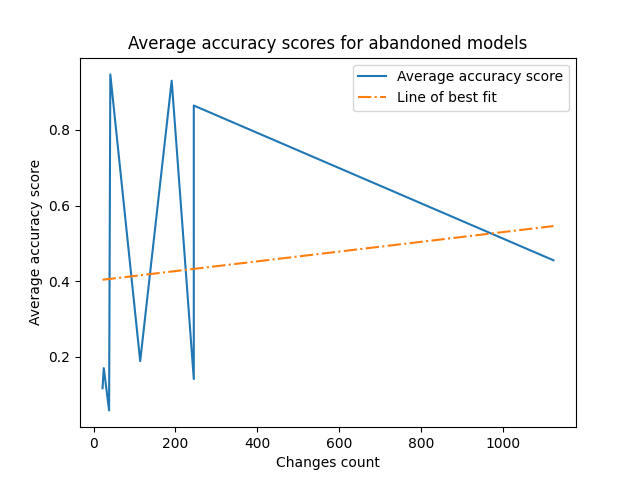 Average accuracy scores for abandoned models
Average accuracy score
Line of best fit
Average accuracy score
0.8
0.6
0.4
0.2
0 200 400 600 800 1000
Changes count